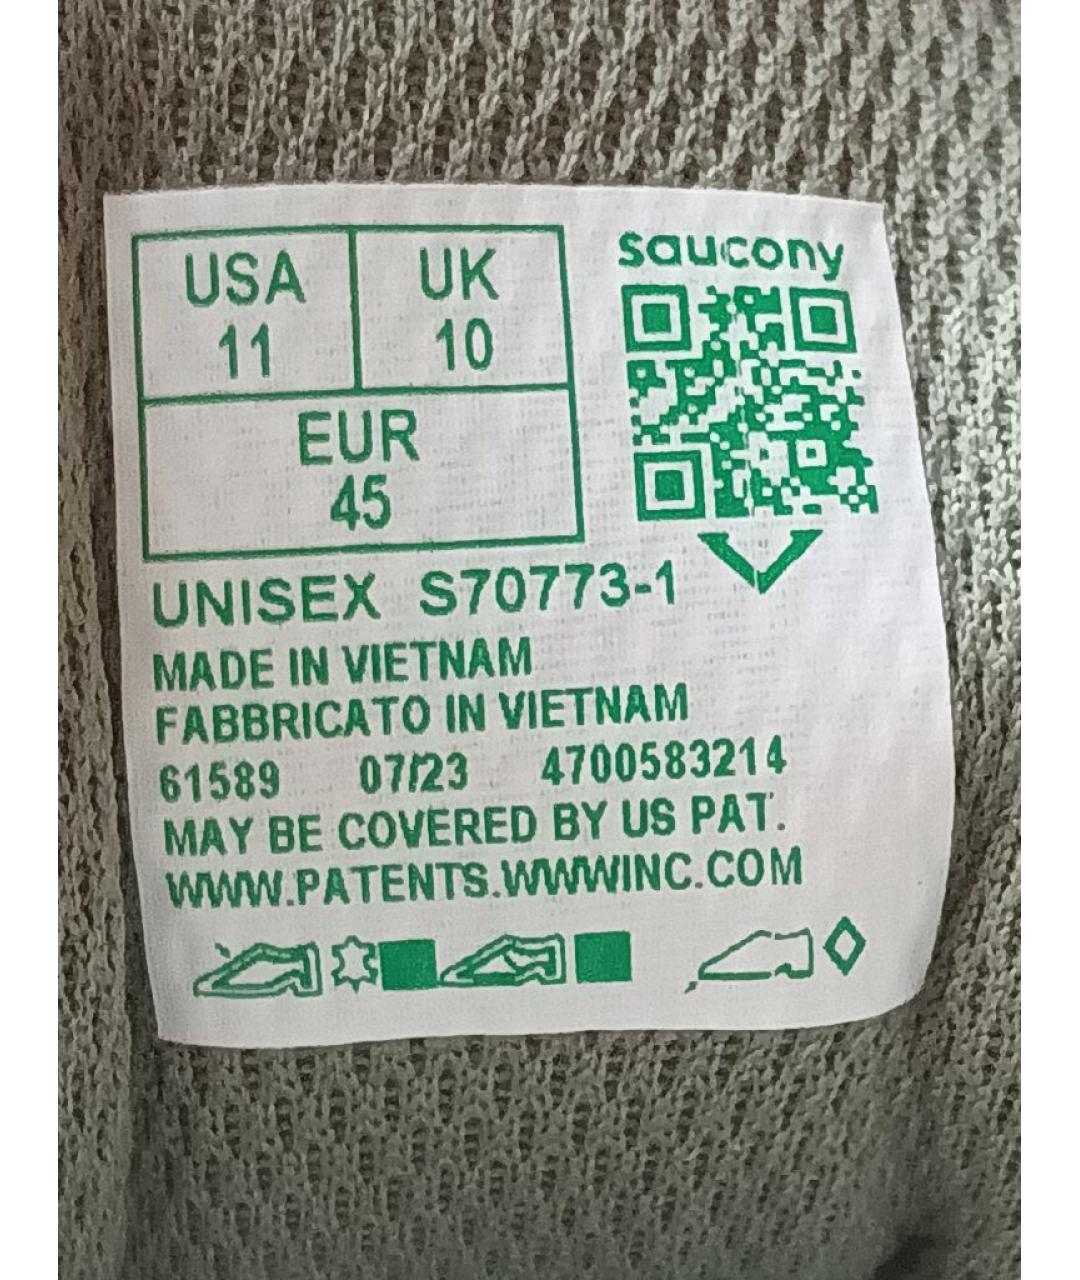 USA
11
UK
10
EUR
45
saucony
UNISEX S70773-1
MADE IN VIETNAM
FABBRICATO IN VIETNAM
61589 07/23 4700583214
MAY BE COVERED BY US PAT.
WWW.PATENTS.WWWINC.COM